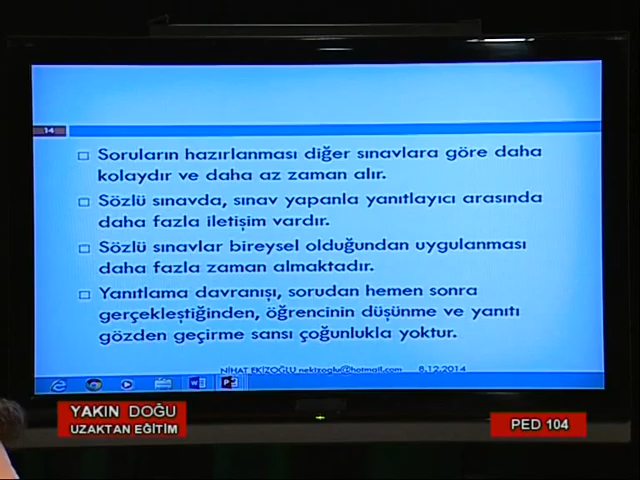 14
Soruların hazırlanması diğer sınavlara göre daha
kolaydır ve daha az zaman alır.
Sözlü sınavda, sınav yapanla yanıtlayıcı arasında
daha fazla iletişim vardır.
Sözlü sınavlar bireysel olduğundan uygulanması
daha fazla zaman almaktadır.
Yanıtlama davranışı, sorudan hemen sonra
gerçekleştiğinden, öğrencinin düşünme ve yanıtı
gözden geçirme sansı çoğunlukla yoktur.
NİHAT EKİZOĞLU nekizoglu@hotmail.com 8.12.2014
YAKIN DOĞU
UZAKTAN EĞİTİM
PED 104